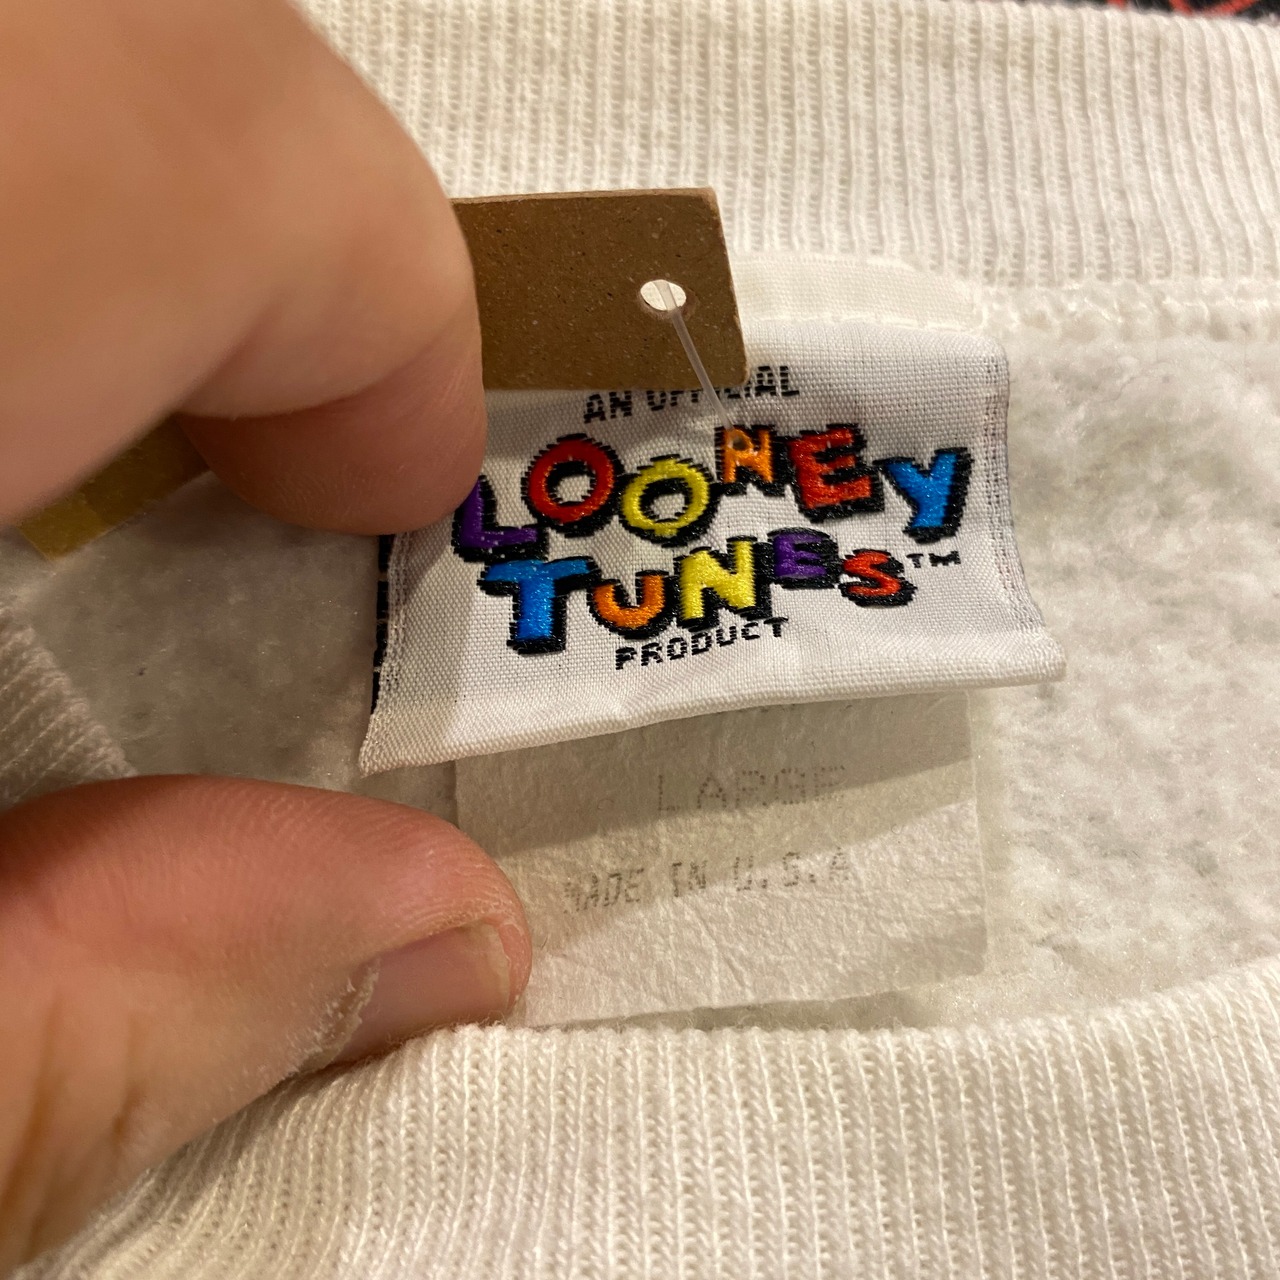 AN OFFICIAL
LOONEY
TUNES™
PRODUCT
LARGE
MADE IN U.S.A